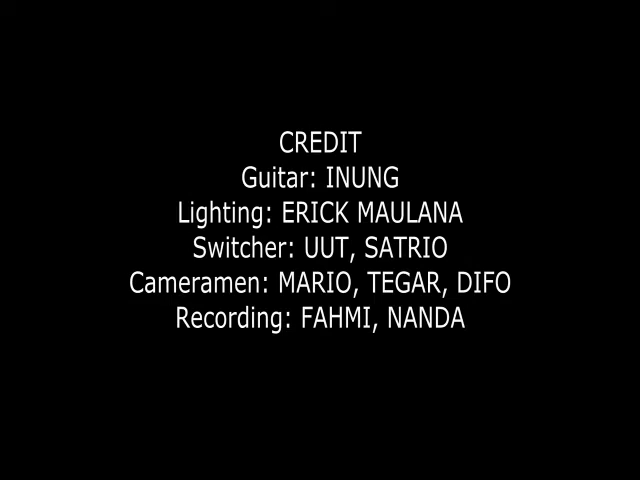 CREDIT
Guitar: INUNG
Lighting: ERICK MAULANA
Switcher: UUT, SATRIO
Cameramen: MARIO, TEGAR, DIFO
Recording: FAHMI, NANDA